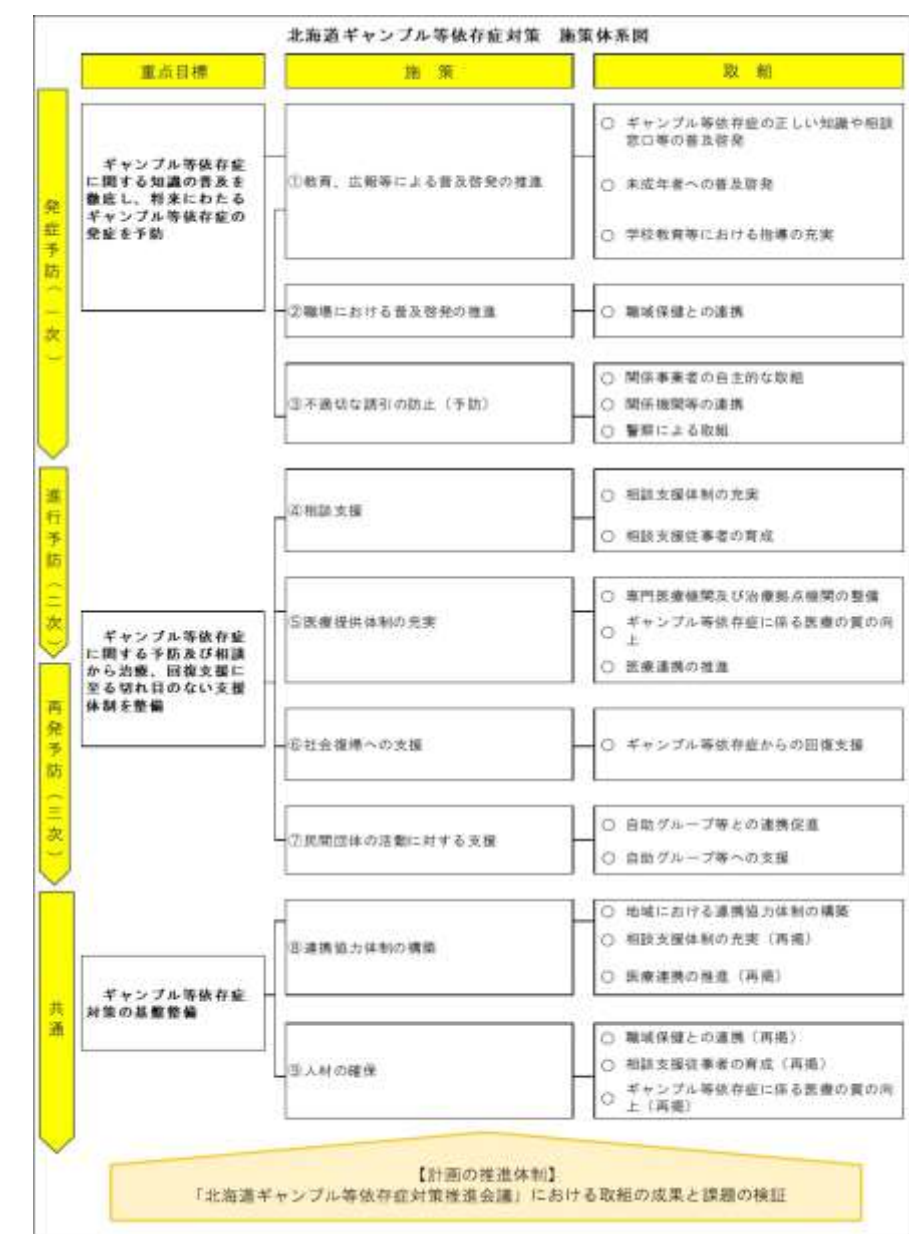 北海道ギャンブル等依存症対策 施策体系図
重点目標
施 策
取 組
発症予防（一次）
ギャンブル等依存症
に関する知識の普及を
徹底し、将来にわたる
ギャンブル等依存症の
発症を予防
①教育、広報等による普及啓発の推進
○ ギャンブル等依存症の正しい知識や相談
窓口等の普及啓発
○ 未成年者への普及啓発
○ 学校教育等における指導の充実
②職場における普及啓発の推進
○ 職域保健との連携
③不適切な誘引の防止（予防）
○ 関係事業者の自主的な取組
○ 関係機関等の連携
○ 警察による取組
進行予防（二次）
再発予防（三次）
ギャンブル等依存症
に関する予防及び相談
から治療、回復支援に
至る切れ目のない支援
体制を整備
④相談支援
○ 相談支援体制の充実
○ 相談支援従事者の育成
⑤医療提供体制の充実
○ 専門医療機関及び治療拠点機関の整備
○ ギャンブル等依存症に係る医療の質の向
上
○ 医療連携の推進
⑥社会復帰への支援
○ ギャンブル等依存症からの回復支援
⑦民間団体の活動に対する支援
○ 自助グループ等との連携促進
○ 自助グループ等への支援
共通
ギャンブル等依存症
対策の基盤整備
⑧連携協力体制の構築
○ 地域における連携協力体制の構築
○ 相談支援体制の充実（再掲）
○ 医療連携の推進（再掲）
⑨人材の確保
○ 職域保健との連携（再掲）
○ 相談支援従事者の育成（再掲）
○ ギャンブル等依存症に係る医療の質の向
上（再掲）
【計画の推進体制】
「北海道ギャンブル等依存症対策推進会議」における取組の成果と課題の検証